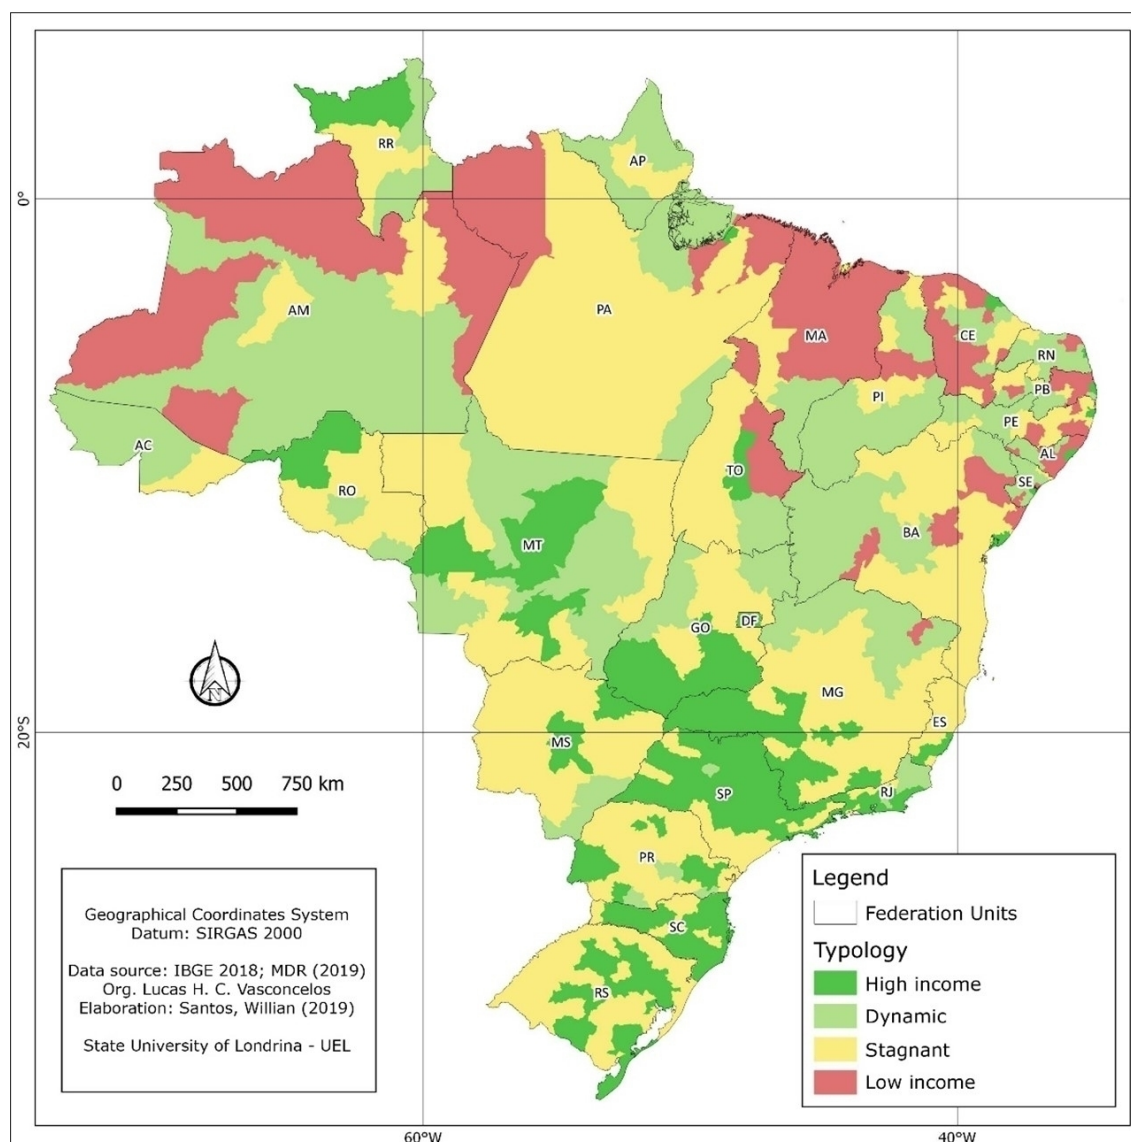 RR
AP
0°
AM
PA
MA
CE
RN
PI
PB
PE
AC
AL
TO
SE
RO
BA
MT
DF
GO
N
MG
ES
20°S
MS
0 250 500 750 km
SP
RJ
PR
Legend
Federation Units
Geographical Coordinates System
Datum: SIRGAS 2000
SC
Typology
Data source: IBGE 2018; MDR (2019)
Org. Lucas H. C. Vasconcelos
Elaboration: Santos, Willian (2019)
High income
RS
Dynamic
State University of Londrina - UEL
Stagnant
Low income
60°W 40°W